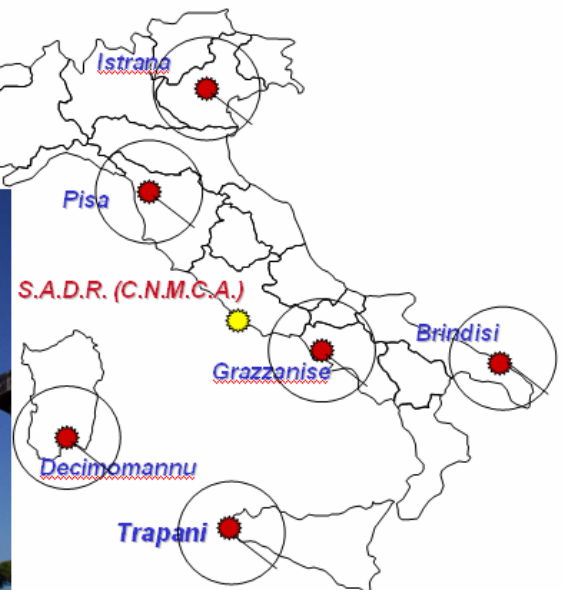 Istrana
Pisa
S.A.D.R. (C.N.M.C.A.)
Brindisi
Grazzanise
Decimomannu
Trapani